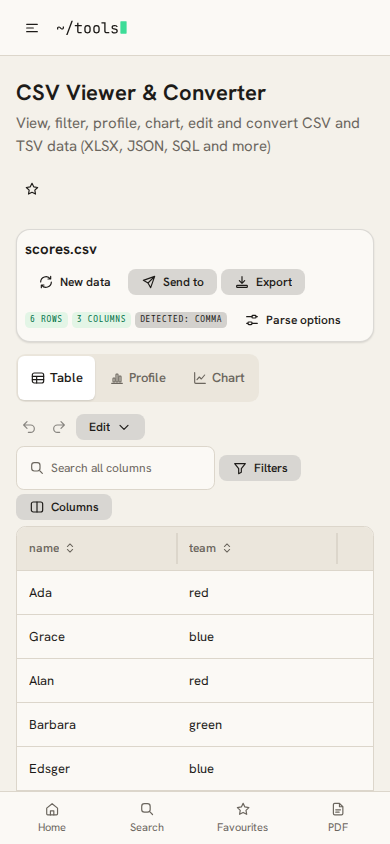 ~/tools
CSV Viewer & Converter
View, filter, profile, chart, edit and convert CSV and
TSV data (XLSX, JSON, SQL and more)
scores.csv
New data Send to Export
6 ROWS 3 COLUMNS DETECTED: COMMA Parse options
Table Profile Chart
Edit
Search all columns Filters
Columns
name team
Ada red
Grace blue
Alan red
Barbara green
Edsger blue
Home Search Favourites PDF